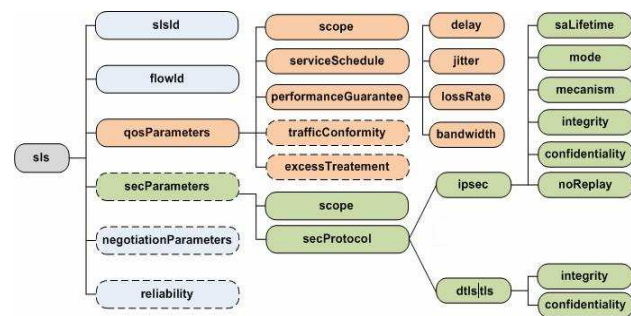 sls
slsId
flowId
qosParameters
secParameters
negotiationParameters
reliability
scope
serviceSchedule
performanceGuarantee
trafficConformity
excessTreatement
scope
secProtocol
delay
jitter
lossRate
bandwidth
ipsec
dtls|tls
saLifetime
mode
mecanism
integrity
confidentiality
noReplay
integrity
confidentiality